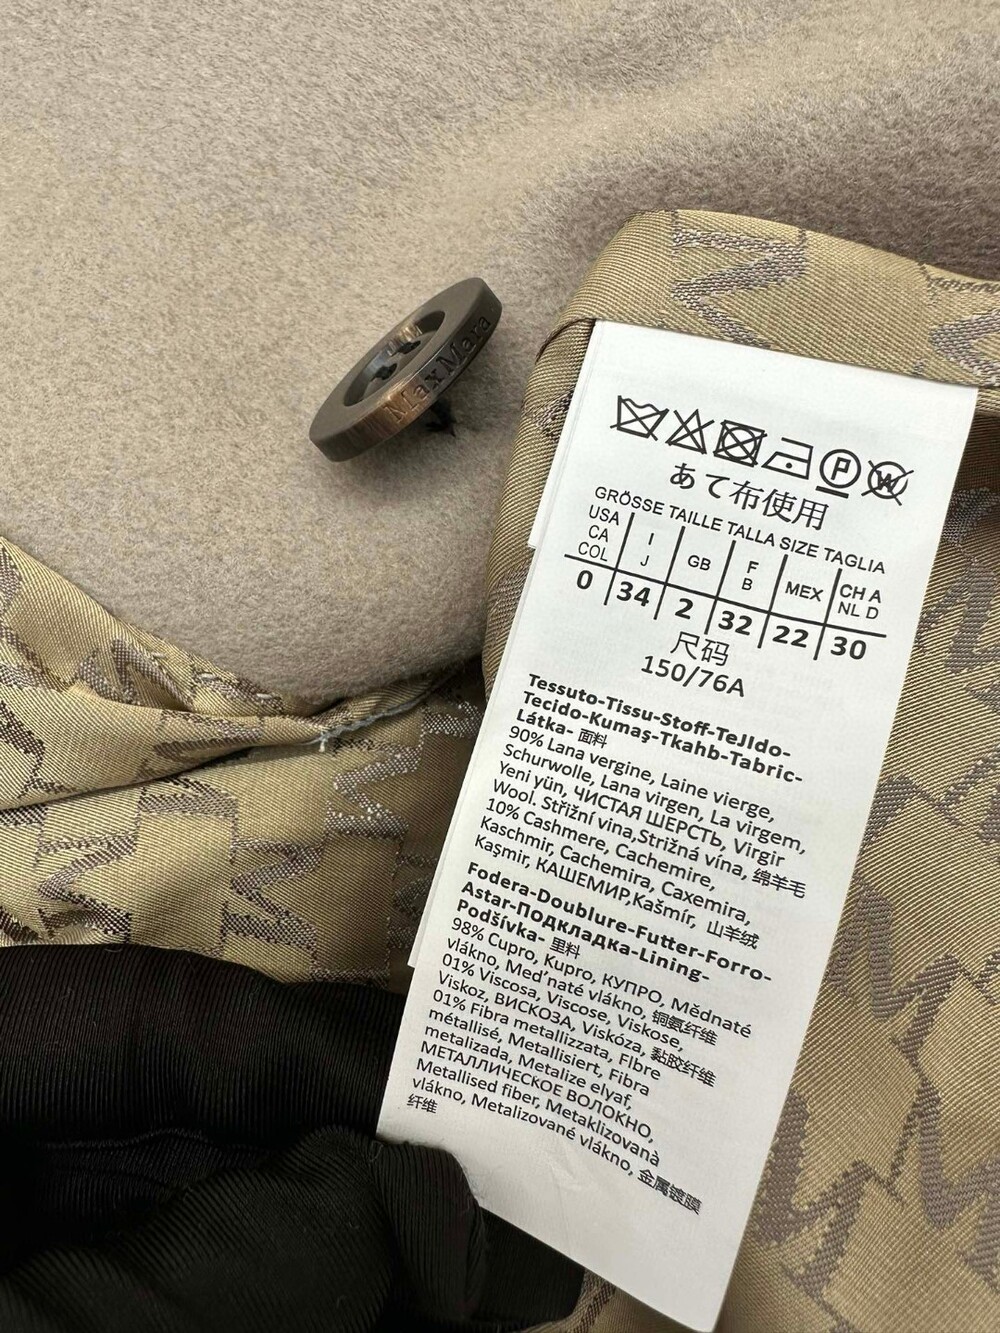 MaxMara
P
W
あて布使用
GRÖSSE TAILLE TALLA SIZE TAGLIA
USA CA COL
I J
GB
F B
MEX
CH A NL D
0 34 2 32 22 30
尺码
150/76A
Tessuto-Tissu-Stoff-TeJIdo-
Tecido-Kumaş-Tkahb-Tabric-
Látka- 面料
90% Lana vergine, Laine vierge,
Schurwolle, Lana virgen, La virgem,
Yeni yün, ЧИСТАЯ ШЕРСТЬ, Virgir
Wool. Střižní vina,Strižná vína, 绵羊毛
10% Cashmere, Cachemire,
Kaschmir, Cachemira, Caxemira,
Kaşmir, КАШЕМИР,Kašmír, 山羊绒
Fodera-Doublure-Futter-Forro-
Astar-Подкладка-Lining-
Podšívka- 里料
98% Cupro, Kupro, КУПРО, Mědnaté
vlákno, Med'naté vlákno, 铜氨纤维
01% Viscosa, Viscose, Viskose,
Viskoz, ВИСКОЗА, Viskóza, 黏胶纤维
01% Fibra metallizzata, FIbre
métallisé, Metallisiert, Fibra
metalizada, Metalize elyaf,
МЕТАЛЛИЧЕСКОЕ ВОЛОКНО,
Metallised fiber, Metaklizovaná
vlákno, Metalizované vlákno, 金属镀膜
纤维